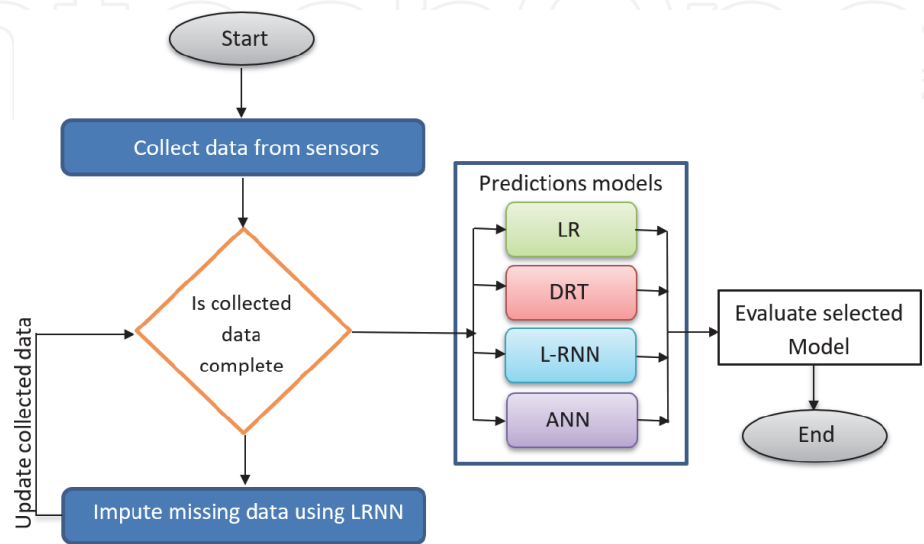 Start
Collect data from sensors
Is collected
data
complete
Update collected data
Impute missing data using LRNN
Predictions models
LR
DRT
L-RNN
ANN
Evaluate selected
Model
End